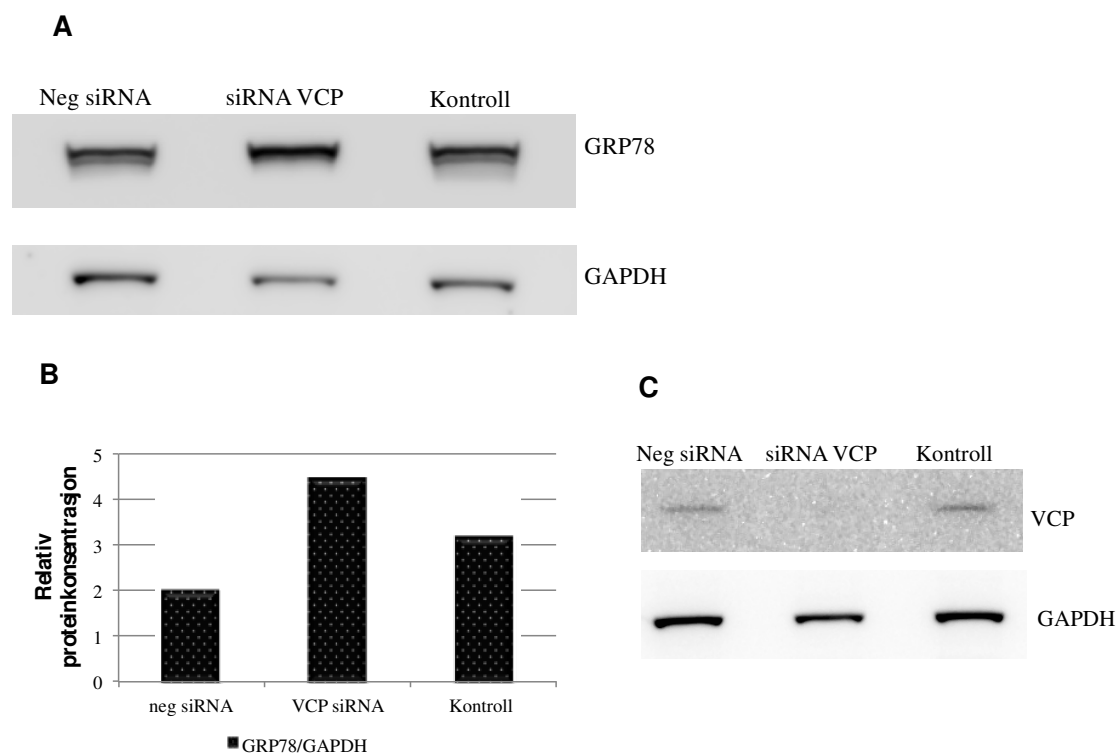 A
Neg siRNA siRNA VCP Kontroll
GRP78
GAPDH
B
Relativ
proteinkonsentrasjon
5
4
3
2
1
0
neg siRNA VCP siRNA Kontroll
GRP78/GAPDH
C
Neg siRNA siRNA VCP Kontroll
VCP
GAPDH